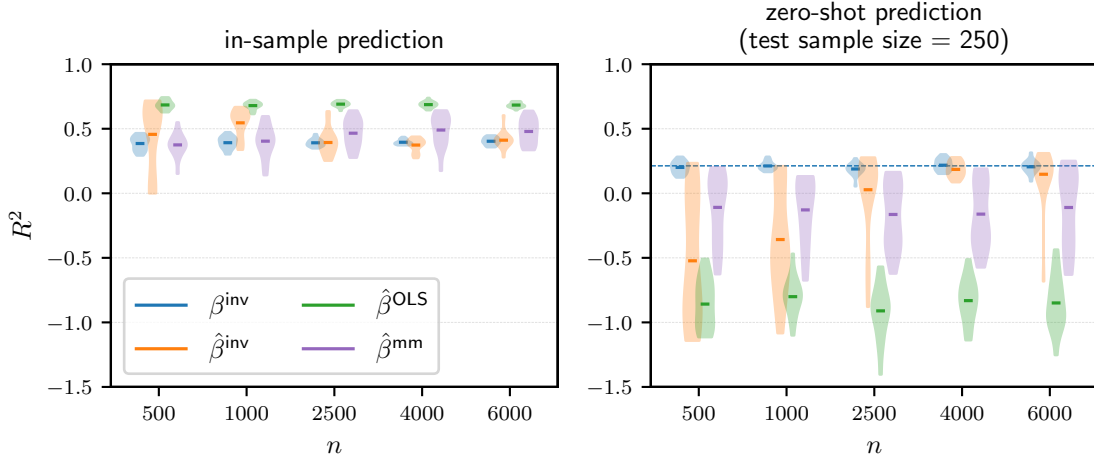 in-sample prediction
zero-shot prediction
(test sample size = 250)
R²
1.0
0.5
0.0
−0.5
−1.0
−1.5
β^inv
β̂^inv
β̂^OLS
β̂^mm
500 1000 2500 4000 6000
n
1.0
0.5
0.0
−0.5
−1.0
−1.5
500 1000 2500 4000 6000
n